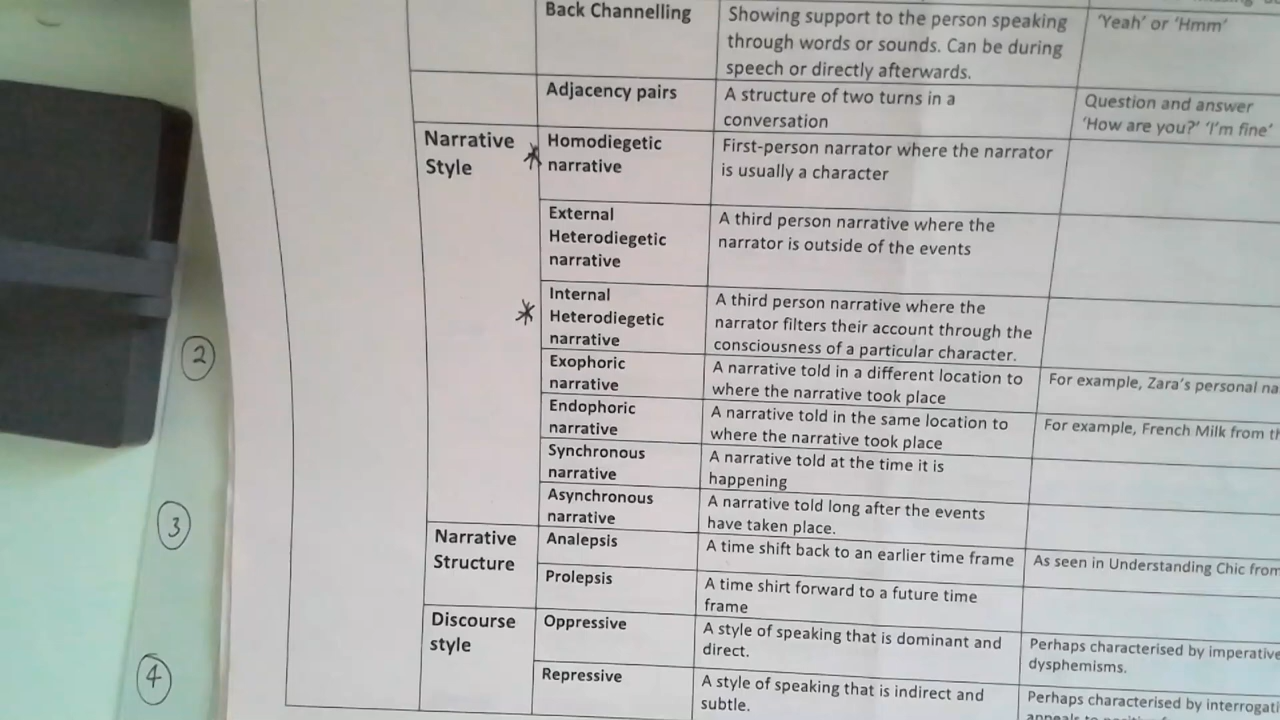 Back Channelling
Showing support to the person speaking
through words or sounds. Can be during
speech or directly afterwards.
'Yeah' or 'Hmm'
Adjacency pairs
A structure of two turns in a
conversation
Question and answer
'How are you?' 'I'm fine'
Narrative
Style
Homodiegetic
narrative
First-person narrator where the narrator
is usually a character
External
Heterodiegetic
narrative
A third person narrative where the
narrator is outside of the events
Internal
Heterodiegetic
narrative
A third person narrative where the
narrator filters their account through the
consciousness of a particular character.
Exophoric
narrative
A narrative told in a different location to
where the narrative took place
For example, Zara's personal na
Endophoric
narrative
A narrative told in the same location to
where the narrative took place
For example, French Milk from th
Synchronous
narrative
A narrative told at the time it is
happening
Asynchronous
narrative
A narrative told long after the events
have taken place.
Narrative
Structure
Analepsis
A time shift back to an earlier time frame
As seen in Understanding Chic from
Prolepsis
A time shirt forward to a future time
frame
Discourse
style
Oppressive
A style of speaking that is dominant and
direct.
Perhaps characterised by imperative
dysphemisms.
Repressive
A style of speaking that is indirect and
subtle.
Perhaps characterised by interrogati
2
3
4